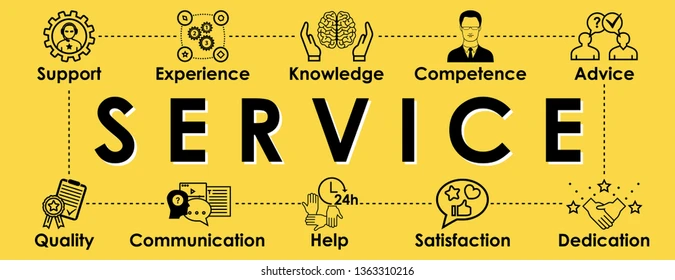 Support Experience Knowledge Competence Advice
SERVICE
24h
Quality Communication Help Satisfaction Dedication
shutterstock.com · 1363310216